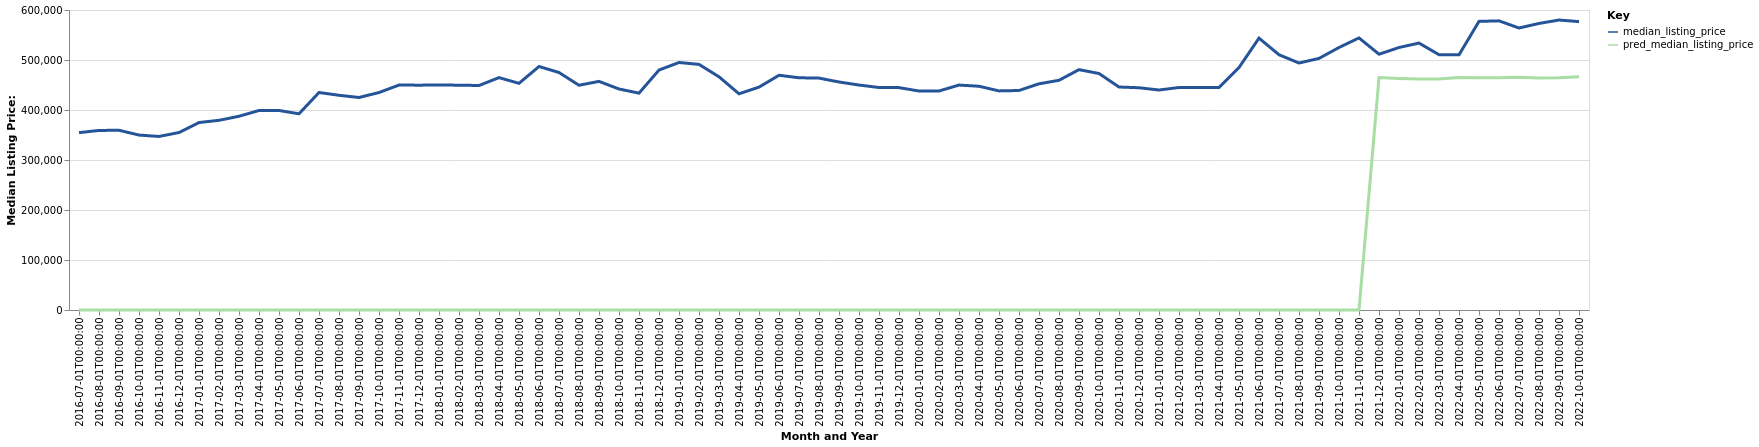 600,000
500,000
400,000
300,000
200,000
100,000
0
Median Listing Price:
2016-07-01T00:00:00
2016-08-01T00:00:00
2016-09-01T00:00:00
2016-10-01T00:00:00
2016-11-01T00:00:00
2016-12-01T00:00:00
2017-01-01T00:00:00
2017-02-01T00:00:00
2017-03-01T00:00:00
2017-04-01T00:00:00
2017-05-01T00:00:00
2017-06-01T00:00:00
2017-07-01T00:00:00
2017-08-01T00:00:00
2017-09-01T00:00:00
2017-10-01T00:00:00
2017-11-01T00:00:00
2017-12-01T00:00:00
2018-01-01T00:00:00
2018-02-01T00:00:00
2018-03-01T00:00:00
2018-04-01T00:00:00
2018-05-01T00:00:00
2018-06-01T00:00:00
2018-07-01T00:00:00
2018-08-01T00:00:00
2018-09-01T00:00:00
2018-10-01T00:00:00
2018-11-01T00:00:00
2018-12-01T00:00:00
2019-01-01T00:00:00
2019-02-01T00:00:00
2019-03-01T00:00:00
2019-04-01T00:00:00
2019-05-01T00:00:00
2019-06-01T00:00:00
2019-07-01T00:00:00
2019-08-01T00:00:00
2019-09-01T00:00:00
2019-10-01T00:00:00
2019-11-01T00:00:00
2019-12-01T00:00:00
2020-01-01T00:00:00
2020-02-01T00:00:00
2020-03-01T00:00:00
2020-04-01T00:00:00
2020-05-01T00:00:00
2020-06-01T00:00:00
2020-07-01T00:00:00
2020-08-01T00:00:00
2020-09-01T00:00:00
2020-10-01T00:00:00
2020-11-01T00:00:00
2020-12-01T00:00:00
2021-01-01T00:00:00
2021-02-01T00:00:00
2021-03-01T00:00:00
2021-04-01T00:00:00
2021-05-01T00:00:00
2021-06-01T00:00:00
2021-07-01T00:00:00
2021-08-01T00:00:00
2021-09-01T00:00:00
2021-10-01T00:00:00
2021-11-01T00:00:00
2021-12-01T00:00:00
2022-01-01T00:00:00
2022-02-01T00:00:00
2022-03-01T00:00:00
2022-04-01T00:00:00
2022-05-01T00:00:00
2022-06-01T00:00:00
2022-07-01T00:00:00
2022-08-01T00:00:00
2022-09-01T00:00:00
2022-10-01T00:00:00
Month and Year
Key
median_listing_price
pred_median_listing_price